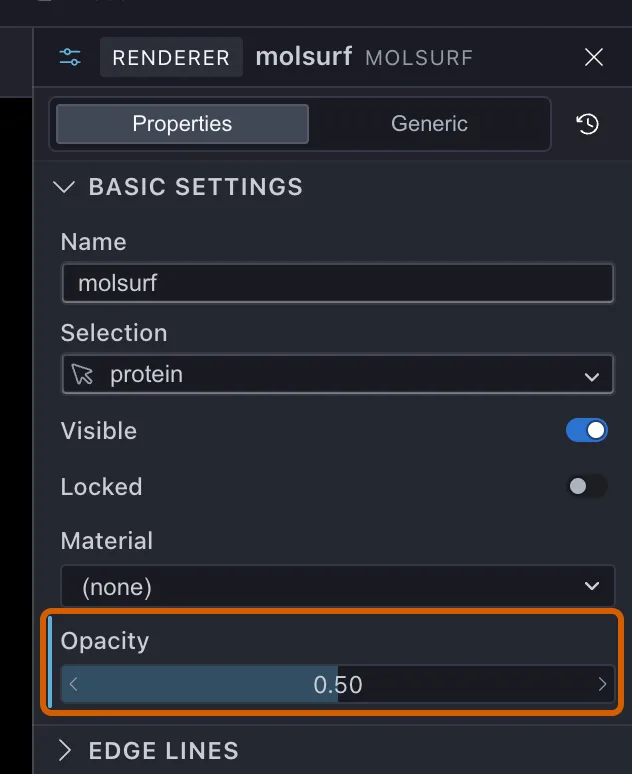 RENDERER molsurf MOLSURF
Properties Generic
BASIC SETTINGS
Name
molsurf
Selection
protein
Visible
Locked
Material
(none)
Opacity
0.50
EDGE LINES